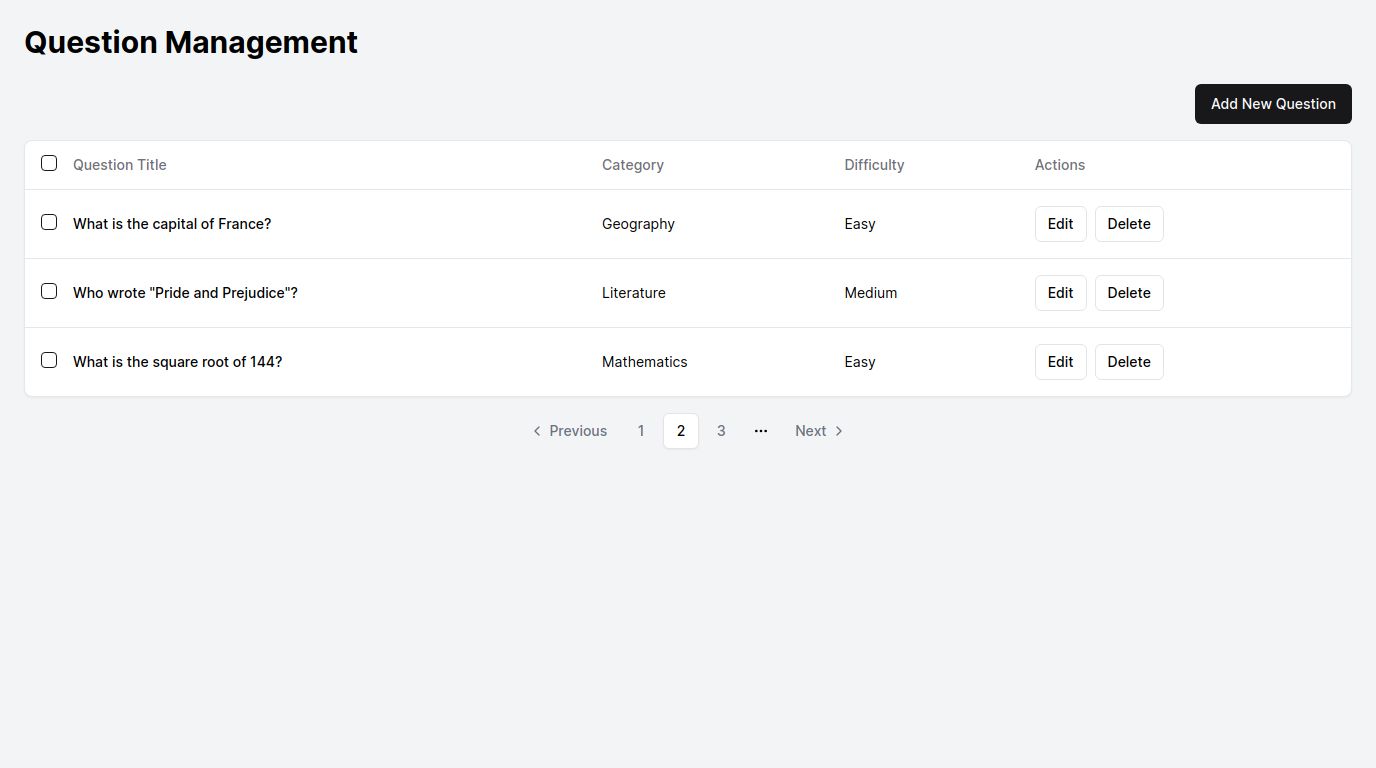 Question Management
Add New Question
Question Title Category Difficulty Actions
What is the capital of France? Geography Easy Edit Delete
Who wrote "Pride and Prejudice"? Literature Medium Edit Delete
What is the square root of 144? Mathematics Easy Edit Delete
Previous 1 2 3 ... Next